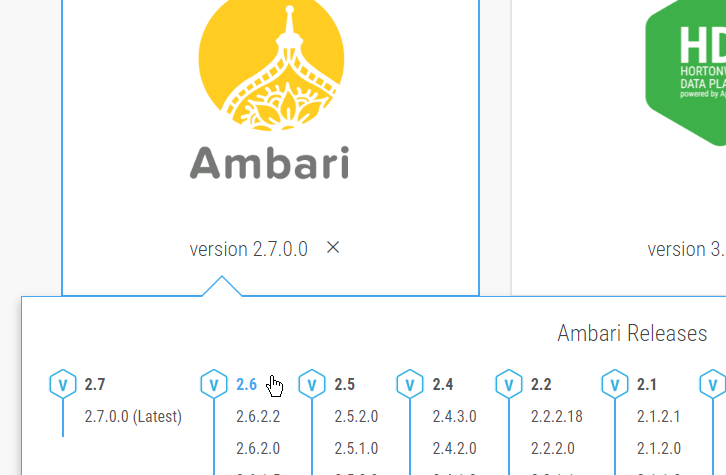 HD
DATA PLA
powered by Ap
Ambari
version 2.7.0.0 ×
version 3.
Ambari Releases
V 2.7 V 2.6 V 2.5 V 2.4 V 2.2 V 2.1 V
2.7.0.0 (Latest) 2.6.2.2 2.5.2.0 2.4.3.0 2.2.2.18 2.1.2.1
2.6.2.0 2.5.1.0 2.4.2.0 2.2.2.0 2.1.2.0